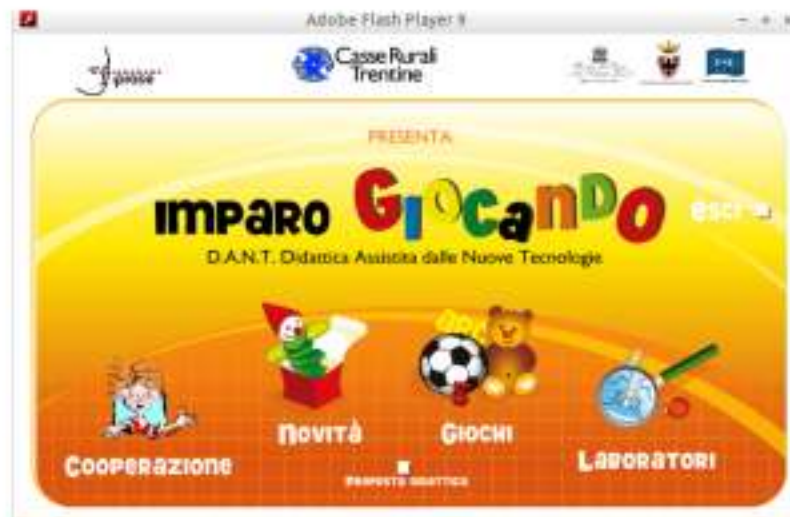 Adobe Flash Player 9
Casse Rurali
Trentine
PRESENTA
IMPARO GIOCANDO
esci
D.A.N.T. Didattica Assistita dalle Nuove Tecnologie
Novità
Giochi
Cooperazione
Laboratori
Proposta didattica